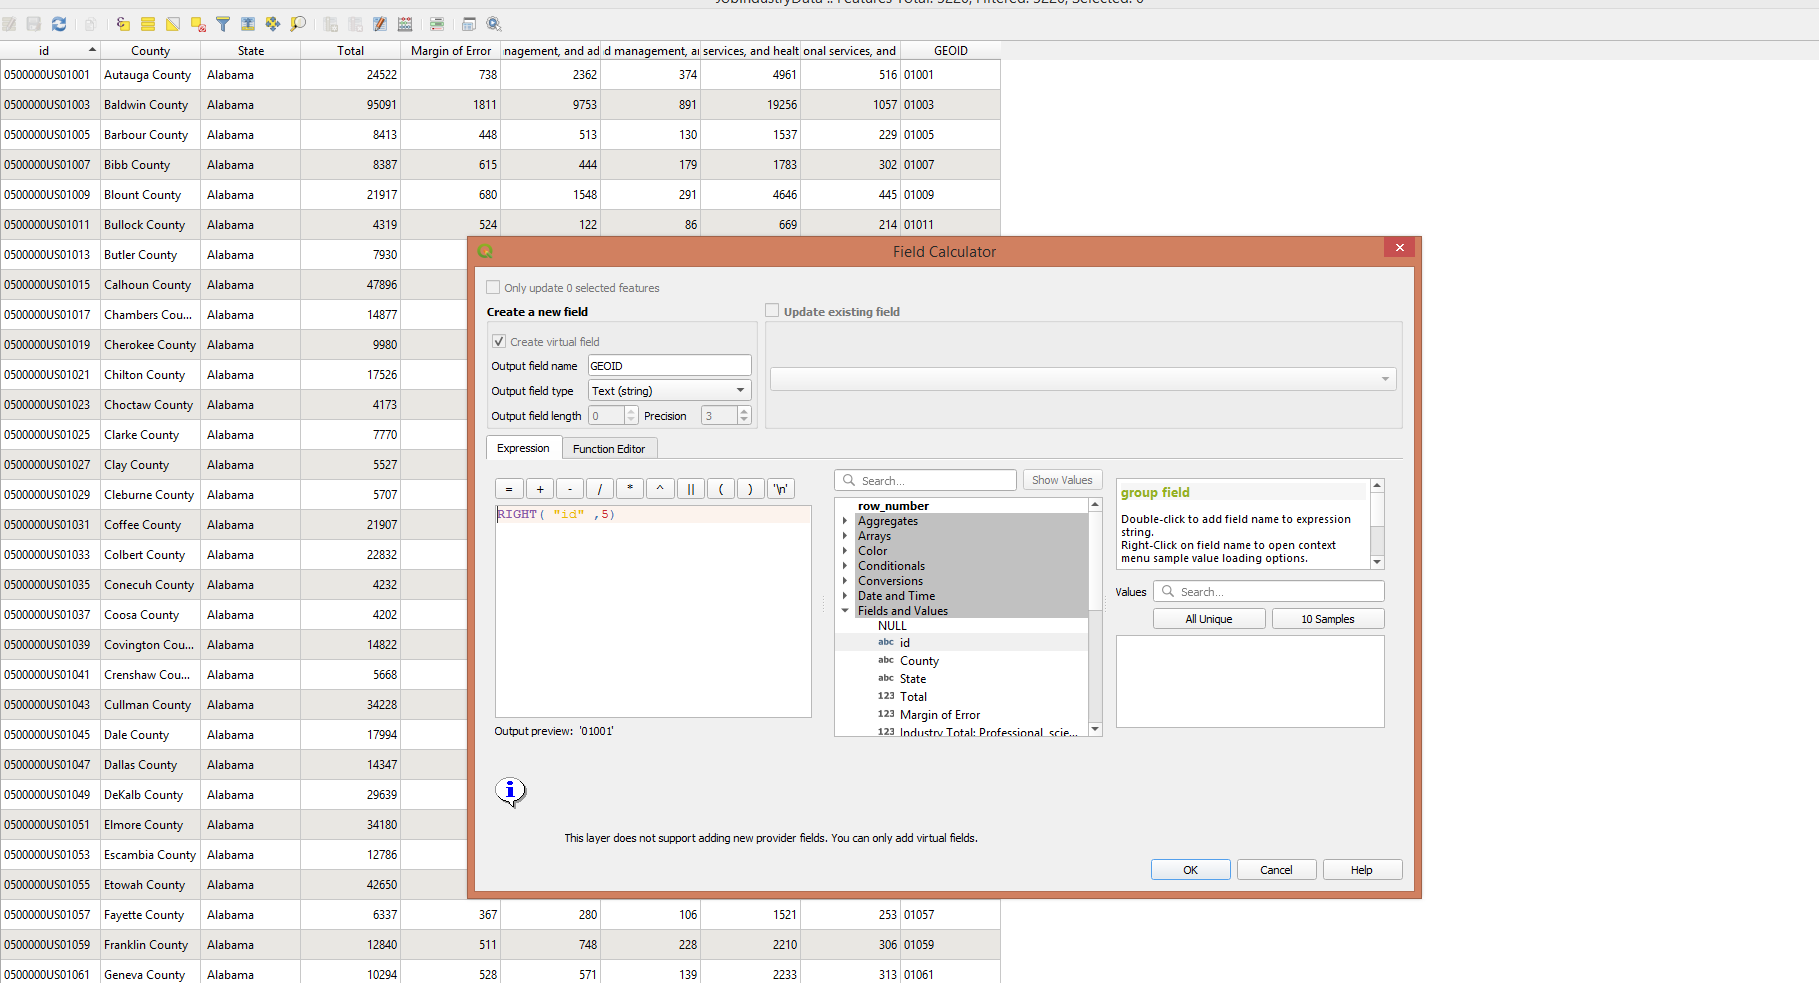 JobIndustryData :: Features Total: 3220, Filtered: 3220, Selected: 0
id County State Total Margin of Error nagement, and ad d management, ar services, and healt onal services, and GEOID
0500000US01001 Autauga County Alabama 24522 738 2362 374 4961 516 01001
0500000US01003 Baldwin County Alabama 95091 1811 9753 891 19256 1057 01003
0500000US01005 Barbour County Alabama 8413 448 513 130 1537 229 01005
0500000US01007 Bibb County Alabama 8387 615 444 179 1783 302 01007
0500000US01009 Blount County Alabama 21917 680 1548 291 4646 445 01009
0500000US01011 Bullock County Alabama 4319 524 122 86 669 214 01011
0500000US01013 Butler County Alabama 7930
0500000US01015 Calhoun County Alabama 47896
0500000US01017 Chambers Cou... Alabama 14877
0500000US01019 Cherokee County Alabama 9980
0500000US01021 Chilton County Alabama 17526
0500000US01023 Choctaw County Alabama 4173
0500000US01025 Clarke County Alabama 7770
0500000US01027 Clay County Alabama 5527
0500000US01029 Cleburne County Alabama 5707
0500000US01031 Coffee County Alabama 21907
0500000US01033 Colbert County Alabama 22832
0500000US01035 Conecuh County Alabama 4232
0500000US01037 Coosa County Alabama 4202
0500000US01039 Covington Cou... Alabama 14822
0500000US01041 Crenshaw Cou... Alabama 5668
0500000US01043 Cullman County Alabama 34228
0500000US01045 Dale County Alabama 17994
0500000US01047 Dallas County Alabama 14347
0500000US01049 DeKalb County Alabama 29639
0500000US01051 Elmore County Alabama 34180
0500000US01053 Escambia County Alabama 12786
0500000US01055 Etowah County Alabama 42650
0500000US01057 Fayette County Alabama 6337 367 280 106 1521 253 01057
0500000US01059 Franklin County Alabama 12840 511 748 228 2210 306 01059
0500000US01061 Geneva County Alabama 10294 528 571 139 2233 313 01061
Field Calculator
Only update 0 selected features
Create a new field
Update existing field
Create virtual field
Output field name GEOID
Output field type Text (string)
Output field length 0 Precision 3
Expression Function Editor
= + - / * ^ || ( ) '\n'
RIGHT( "id" ,5)
Output preview: '01001'
Search... Show Values
row_number
Aggregates
Arrays
Color
Conditionals
Conversions
Date and Time
Fields and Values
NULL
abc id
abc County
abc State
123 Total
123 Margin of Error
123 Industry Total: Professional, scie...
group field
Double-click to add field name to expression
string.
Right-Click on field name to open context
menu sample value loading options.
Values Search...
All Unique 10 Samples
This layer does not support adding new provider fields. You can only add virtual fields.
OK Cancel Help